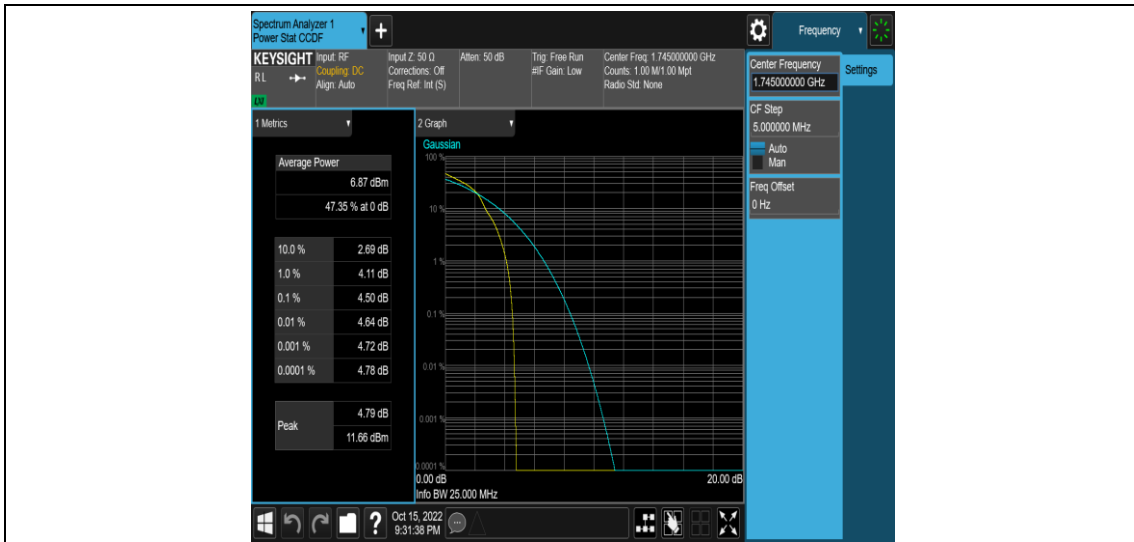 Spectrum Analyzer 1
Power Stat CCDF
+
Frequency
KEYSIGHT
RL
LXI
Input: RF
Coupling: DC
Align: Auto
Input Z: 50 Ω
Corrections: Off
Freq Ref: Int (S)
Atten: 50 dB
Trig: Free Run
#IF Gain: Low
Center Freq: 1.745000000 GHz
Counts: 1.00 M/1.00 Mpt
Radio Std: None
Center Frequency
1.745000000 GHz
Settings
CF Step
5.000000 MHz
Auto
Man
Freq Offset
0 Hz
1 Metrics
Average Power
6.87 dBm
47.35 % at 0 dB
10.0 % 2.69 dB
1.0 % 4.11 dB
0.1 % 4.50 dB
0.01 % 4.64 dB
0.001 % 4.72 dB
0.0001 % 4.78 dB
Peak
4.79 dB
11.66 dBm
2 Graph
Gaussian
100 %
10 %
1 %
0.1 %
0.01 %
0.001 %
0.0001 %
0.00 dB 20.00 dB
Info BW 25.000 MHz
?
Oct 15, 2022
9:31:38 PM